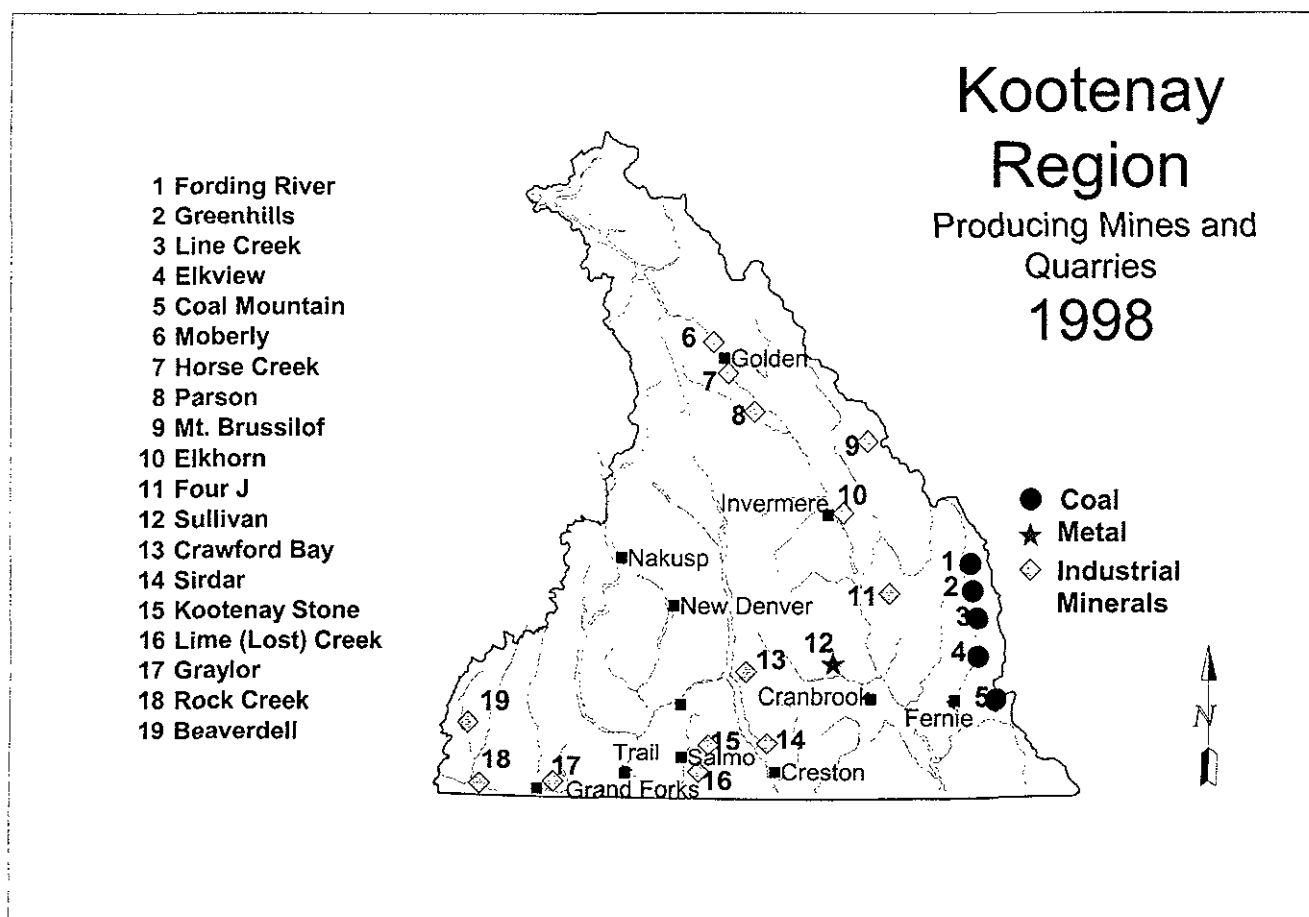 Kootenay
Region
Producing Mines and
Quarries
1998
1 Fording River
2 Greenhills
3 Line Creek
4 Elkview
5 Coal Mountain
6 Moberly
7 Horse Creek
8 Parson
9 Mt. Brussilof
10 Elkhorn
11 Four J
12 Sullivan
13 Crawford Bay
14 Sirdar
15 Kootenay Stone
16 Lime (Lost) Creek
17 Graylor
18 Rock Creek
19 Beaverdell
6
Golden
7
8
9
Invermere
10
Nakusp
1
2
11
New Denver
3
12
4
13
Cranbrook
5
Fernie
19
15
14
Trail
Salmo
18
17
16
Creston
Grand Forks
Coal
Metal
Industrial
Minerals
N